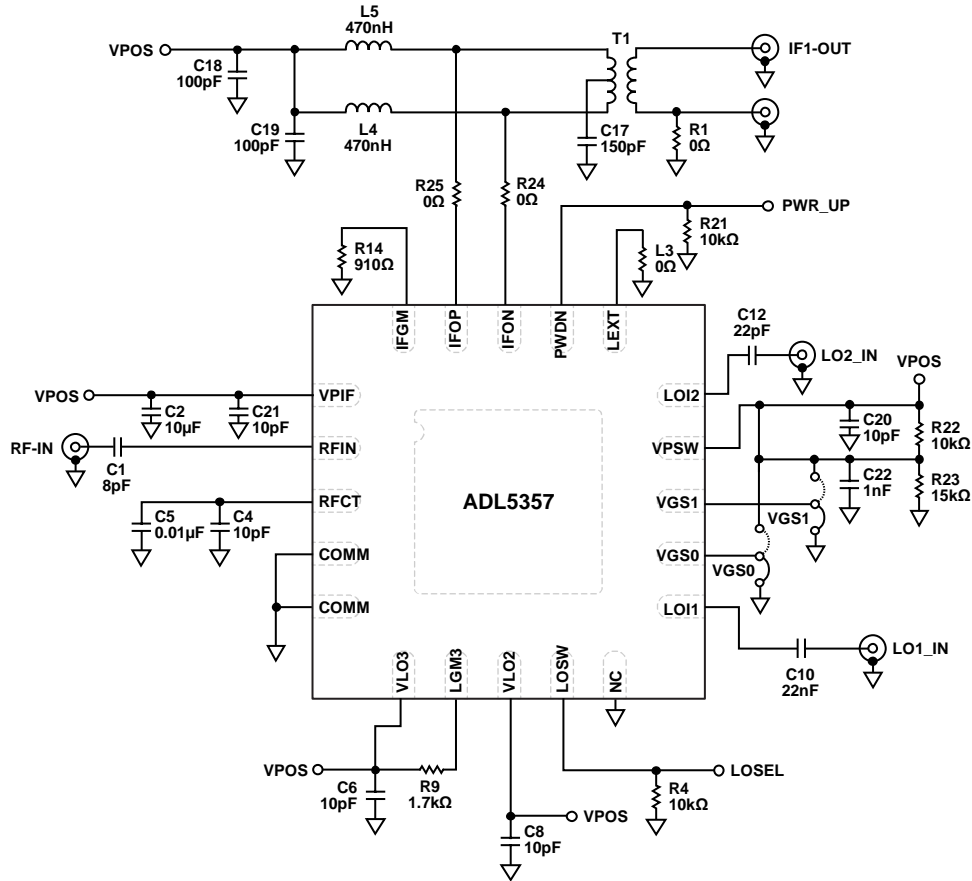 L5
470nH
VPOS
C18
100pF
C19
100pF
L4
470nH
T1
IF1-OUT
C17
150pF
R1
0Ω
R25
0Ω
R24
0Ω
PWR_UP
R21
10kΩ
R14
910Ω
L3
0Ω
IFGM
IFOP
IFON
PWDN
LEXT
C12
22pF
LO2_IN
VPOS
VPOS
C2
10µF
C21
10pF
VPIF
LOI2
C20
10pF
R22
10kΩ
RF-IN
C1
8pF
RFIN
VPSW
ADL5357
C22
1nF
R23
15kΩ
C5
0.01µF
C4
10pF
RFCT
VGS1
VGS1
COMM
VGS0
VGS0
COMM
LOI1
LO1_IN
C10
22nF
VLO3
LGM3
VLO2
LOSW
NC
VPOS
C6
10pF
R9
1.7kΩ
LOSEL
R4
10kΩ
VPOS
C8
10pF